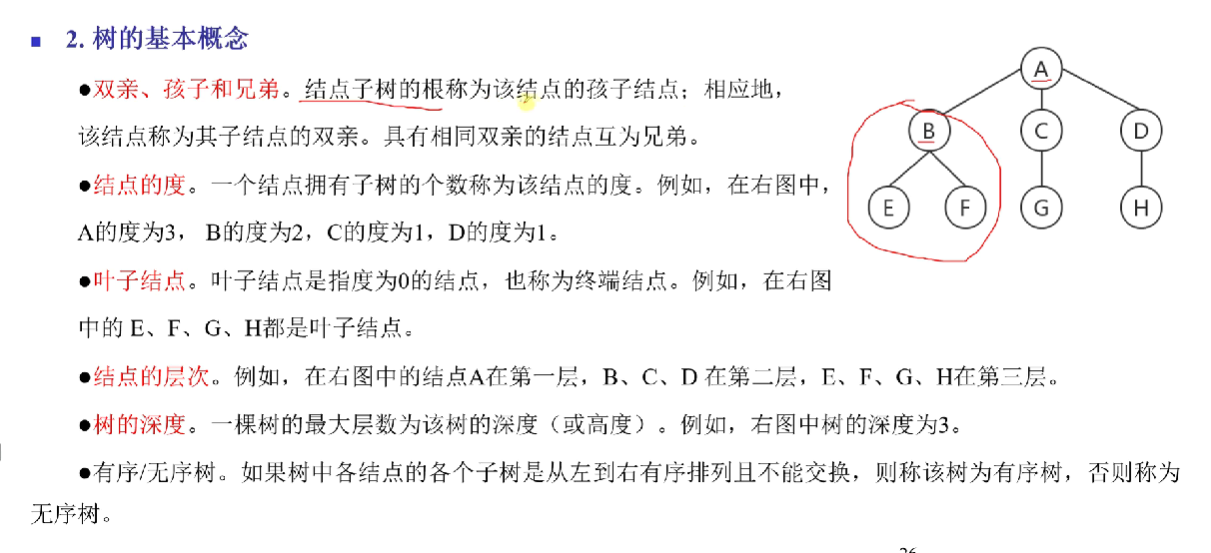 ■ 2. 树的基本概念
●双亲、孩子和兄弟。结点子树的根称为该结点的孩子结点；相应地，
该结点称为其子结点的双亲。具有相同双亲的结点互为兄弟。
●结点的度。一个结点拥有子树的个数称为该结点的度。例如，在右图中，
A的度为3， B的度为2，C的度为1，D的度为1。
●叶子结点。叶子结点是指度为0的结点，也称为终端结点。例如，在右图
中的 E、F、G、H都是叶子结点。
●结点的层次。例如，在右图中的结点A在第一层，B、C、D 在第二层，E、F、G、H在第三层。
●树的深度。一棵树的最大层数为该树的深度（或高度）。例如，右图中树的深度为3。
●有序/无序树。如果树中各结点的各个子树是从左到右有序排列且不能交换，则称该树为有序树，否则称为
无序树。
A
B C D
E F G H